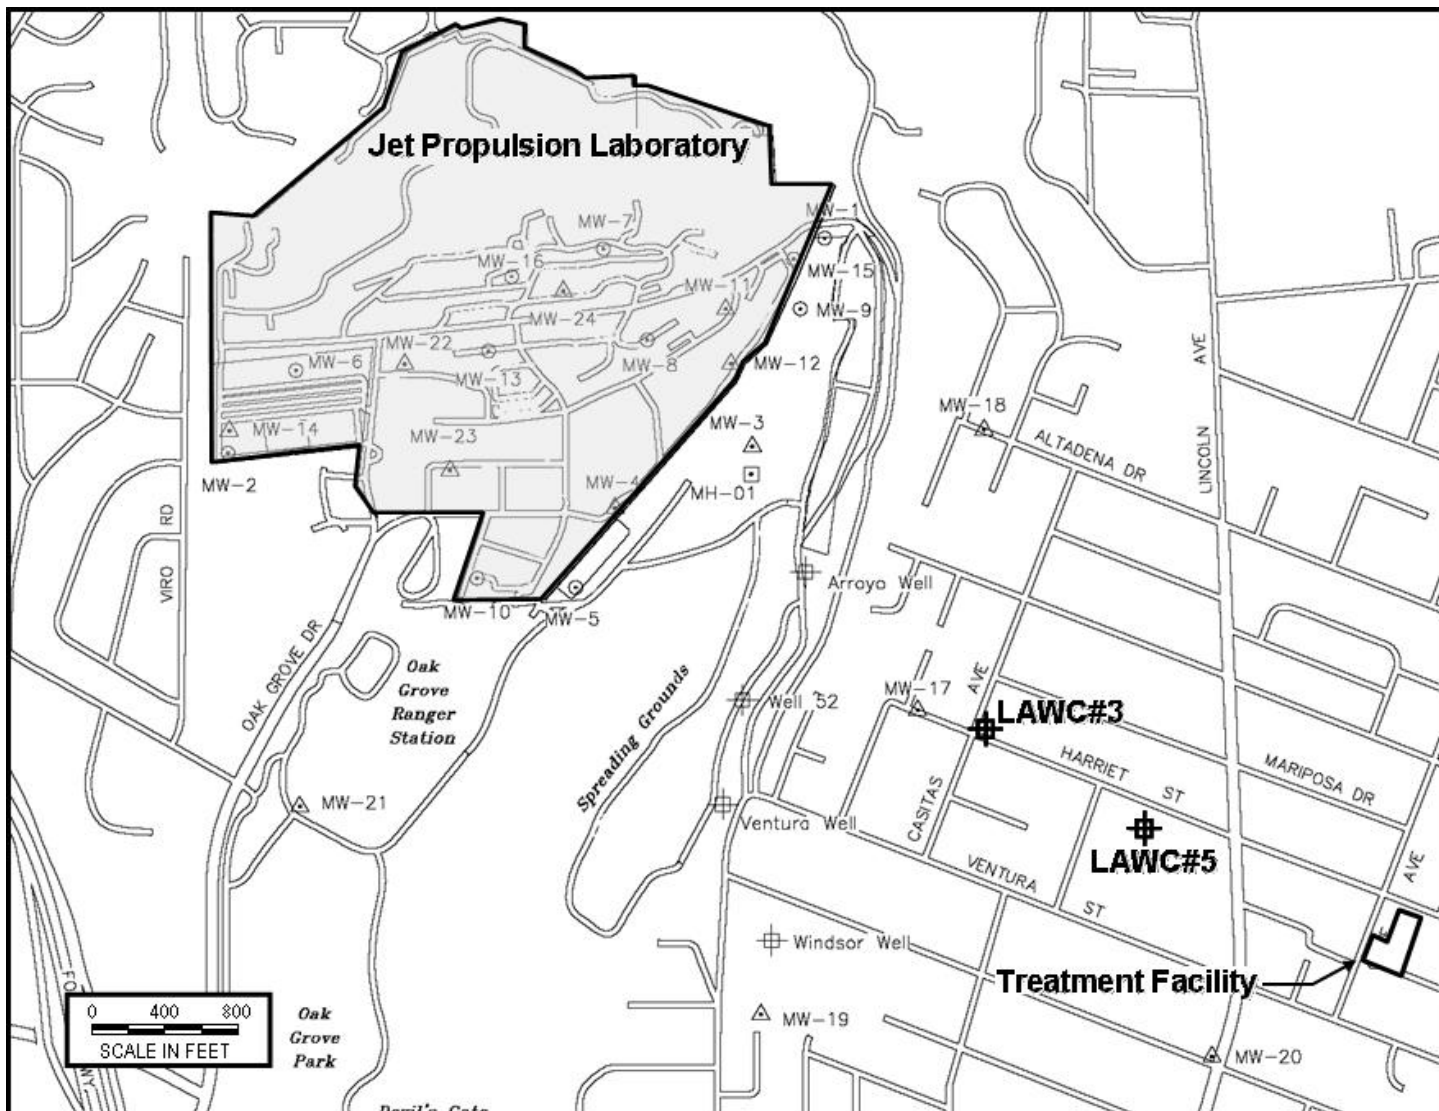 Jet Propulsion Laboratory
MW-1
MW-7
MW-16
MW-15
MW-11
MW-9
MW-24
MW-22
MW-6
MW-8
MW-12
MW-13
MW-14
MW-23
MW-3
MW-18
ALTADENA DR
LINCOLN AVE
MW-2
MW-4
MH-01
VIRO RD
Arroyo Well
MW-10
MW-5
OAK GROVE DR
Oak
Grove
Ranger
Station
Spreading Grounds
Well '52
MW-17
AVE
LAWC#3
HARRIET ST
MARIPOSA DR
MW-21
Ventura Well
CASITAS
LAWC#5
VENTURA ST
AVE
Windsor Well
Treatment Facility
0 400 800
SCALE IN FEET
Oak
Grove
Park
MW-19
MW-20